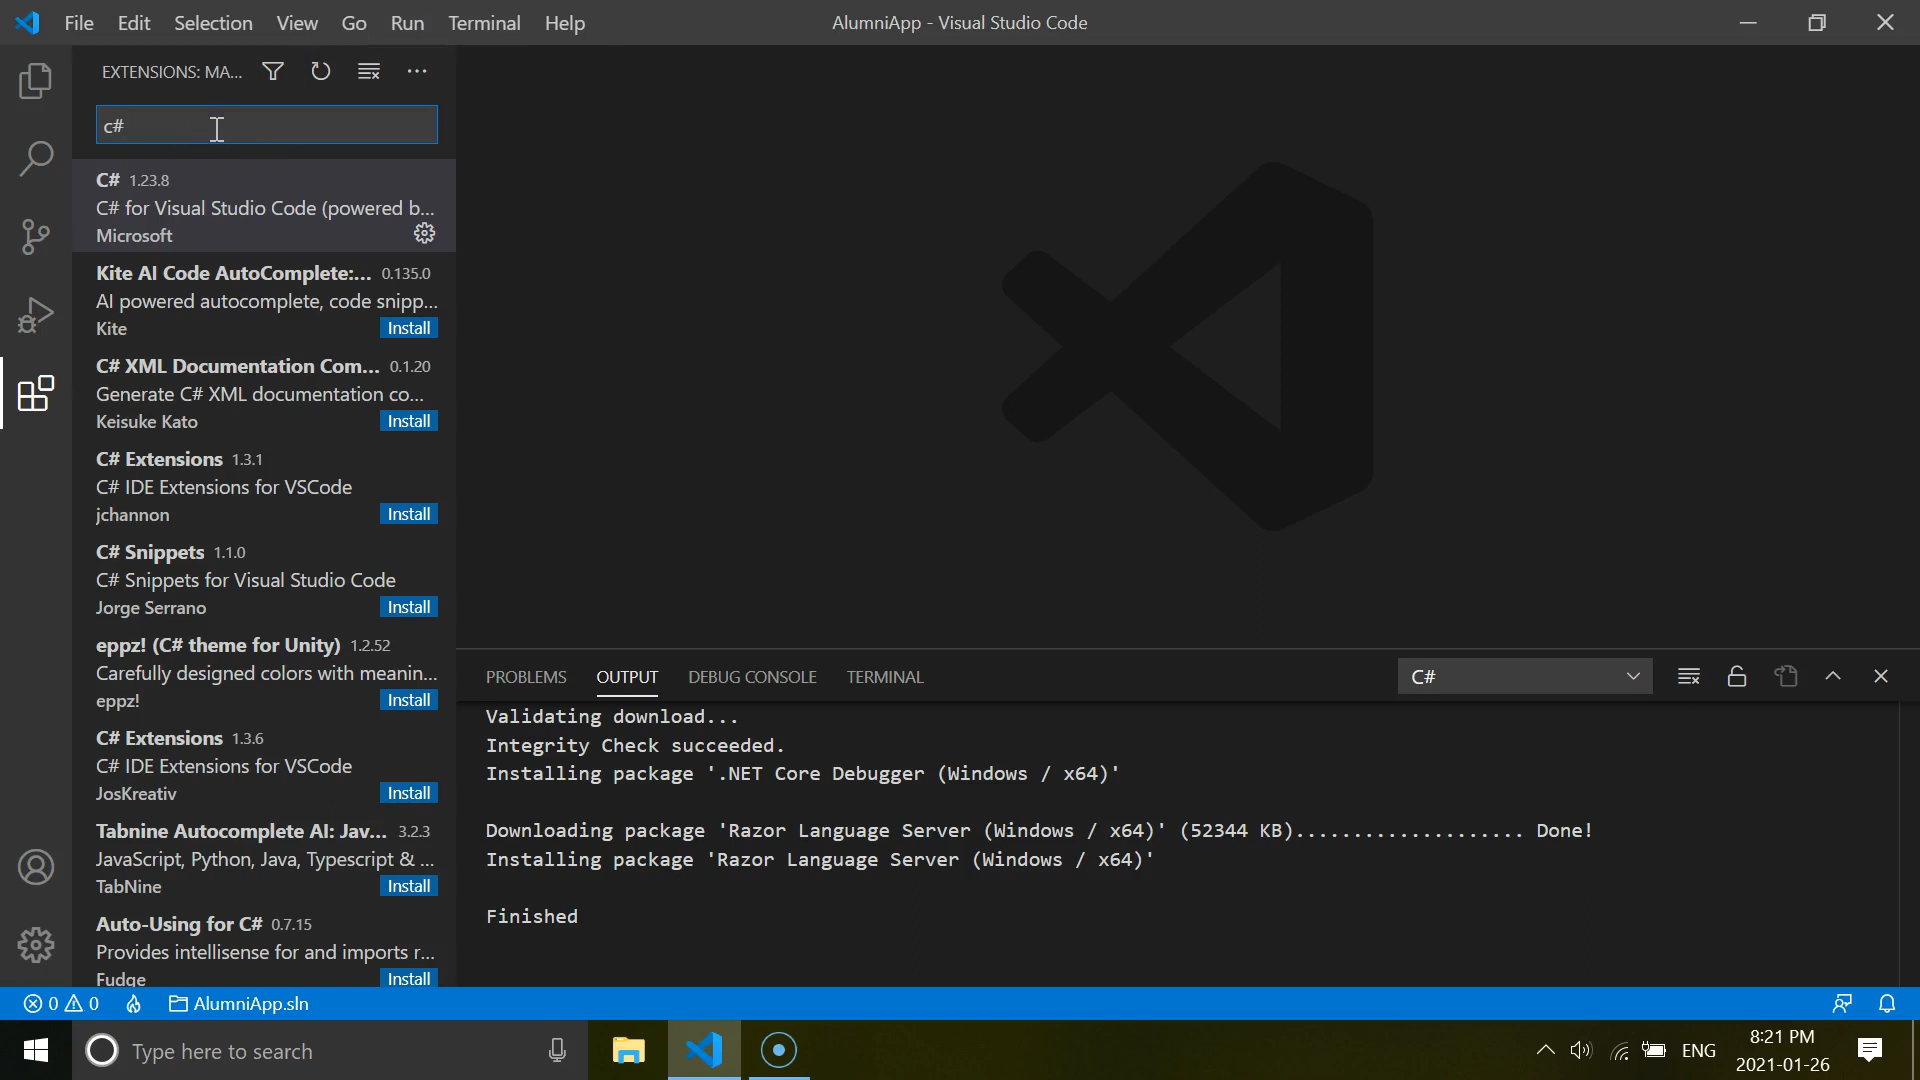 File Edit Selection View Go Run Terminal Help
AlumniApp - Visual Studio Code
EXTENSIONS: MA...
c#
C# 1.23.8
C# for Visual Studio Code (powered b...
Microsoft
Kite AI Code AutoComplete:... 0.135.0
AI powered autocomplete, code snipp...
Kite Install
C# XML Documentation Com... 0.1.20
Generate C# XML documentation co...
Keisuke Kato Install
C# Extensions 1.3.1
C# IDE Extensions for VSCode
jchannon Install
C# Snippets 1.1.0
C# Snippets for Visual Studio Code
Jorge Serrano Install
eppz! (C# theme for Unity) 1.2.52
Carefully designed colors with meanin...
eppz! Install
C# Extensions 1.3.6
C# IDE Extensions for VSCode
JosKreativ Install
Tabnine Autocomplete AI: Jav... 3.2.3
JavaScript, Python, Java, Typescript & ...
TabNine Install
Auto-Using for C# 0.7.15
Provides intellisense for and imports r...
Fudge Install
PROBLEMS OUTPUT DEBUG CONSOLE TERMINAL C#
Validating download...
Integrity Check succeeded.
Installing package '.NET Core Debugger (Windows / x64)'
Downloading package 'Razor Language Server (Windows / x64)' (52344 KB).................... Done!
Installing package 'Razor Language Server (Windows / x64)'
Finished
0 0 AlumniApp.sln
Type here to search
ENG
8:21 PM
2021-01-26